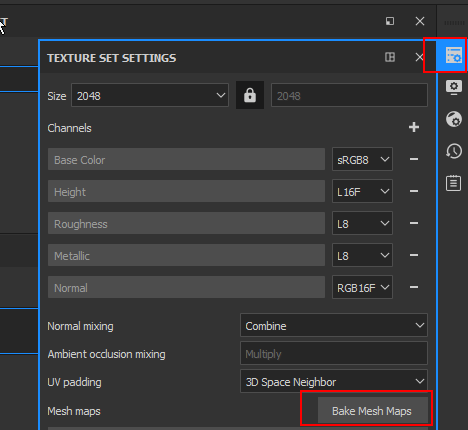 TEXTURE SET SETTINGS
Size 2048 2048
Channels
Base Color sRGB8
Height L16F
Roughness L8
Metallic L8
Normal RGB16F
Normal mixing Combine
Ambient occlusion mixing Multiply
UV padding 3D Space Neighbor
Mesh maps Bake Mesh Maps